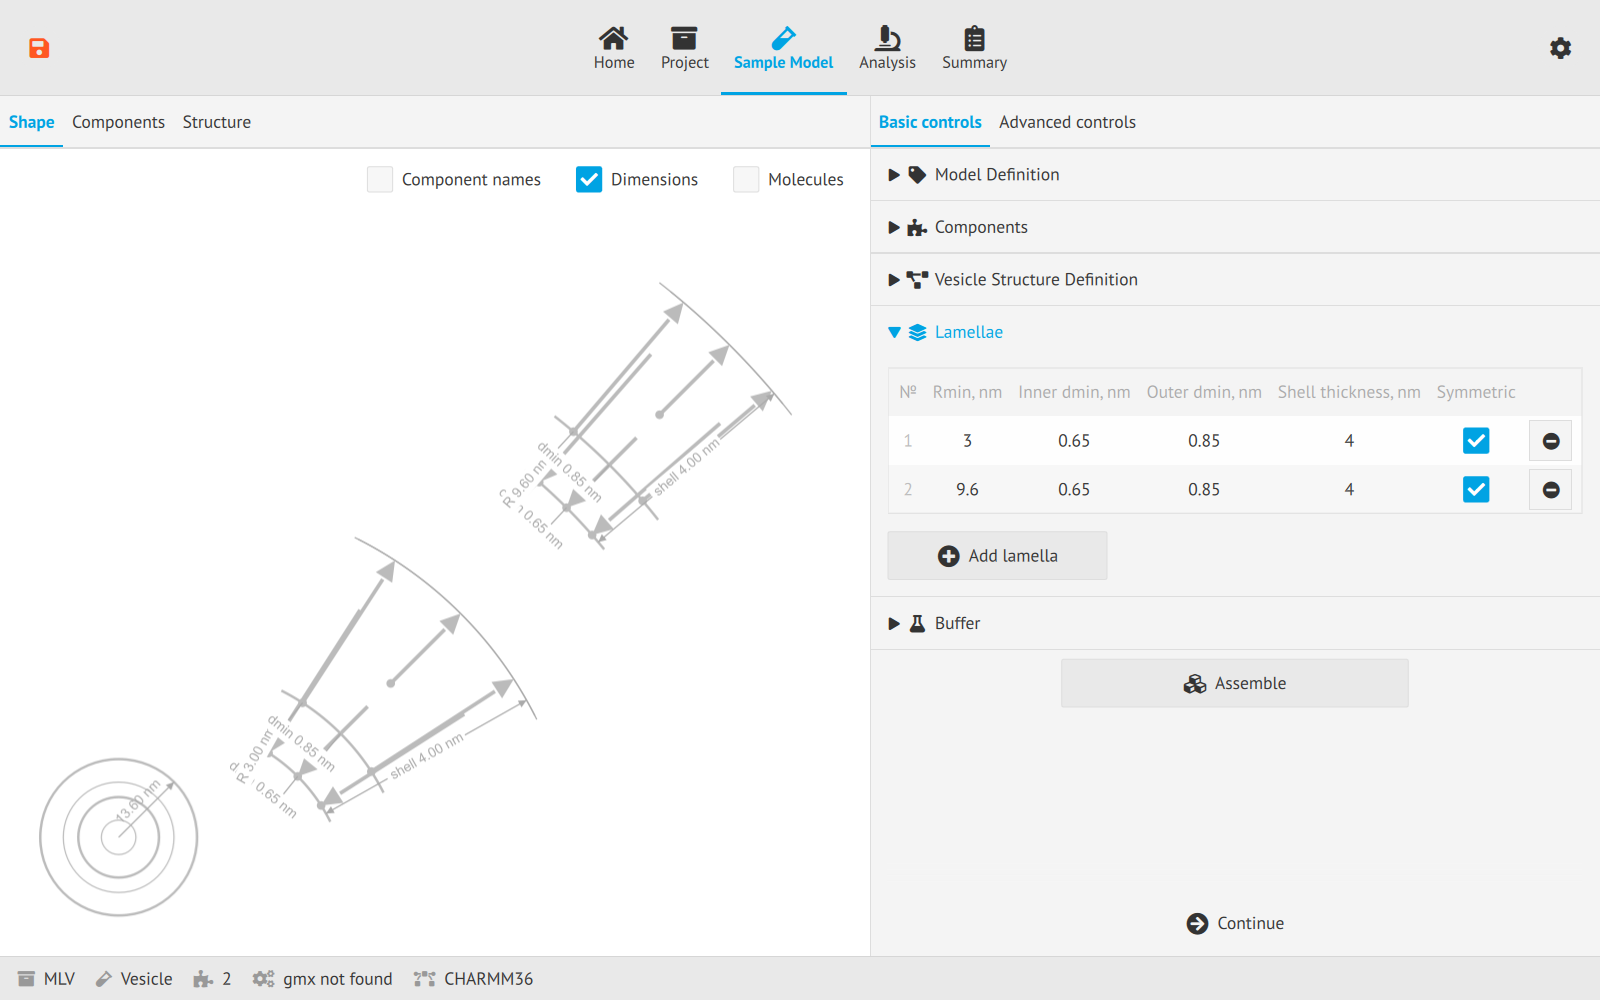 Home
Project
Sample Model
Analysis
Summary
Shape
Components
Structure
Basic controls
Advanced controls
Component names
Dimensions
Molecules
Model Definition
Components
Vesicle Structure Definition
Lamellae
№ Rmin, nm Inner dmin, nm Outer dmin, nm Shell thickness, nm Symmetric
1 3 0.65 0.85 4
2 9.6 0.65 0.85 4
Add lamella
Buffer
Assemble
Continue
dmin 0.85 nm
R 9.60 nm
0.65 nm
shell 4.00 nm
dmin 0.85 nm
R 3.00 nm
0.65 nm
shell 4.00 nm
13.60 nm
MLV
Vesicle
2
gmx not found
CHARMM36